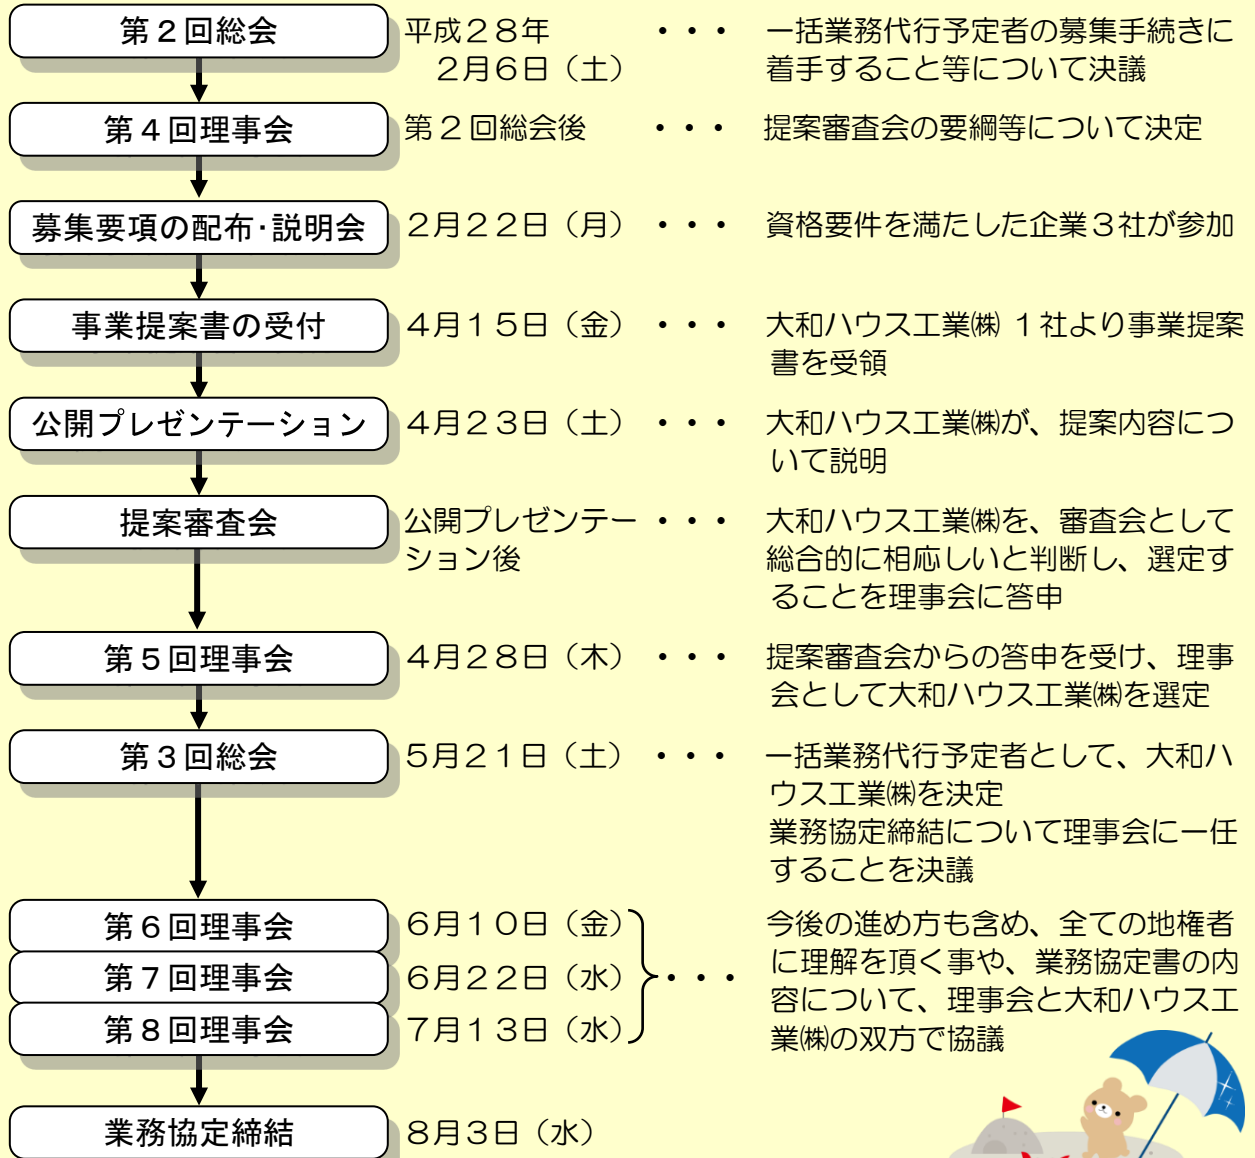 第２回総会
平成２８年 ・・・ 一括業務代行予定者の募集手続きに
２月６日（土） 着手すること等について決議
第４回理事会 第２回総会後 ・・・ 提案審査会の要綱等について決定
募集要項の配布・説明会 ２月２２日（月） ・・・ 資格要件を満たした企業３社が参加
事業提案書の受付 ４月１５日（金） ・・・ 大和ハウス工業㈱ １社より事業提案
書を受領
公開プレゼンテーション ４月２３日（土） ・・・ 大和ハウス工業㈱が、提案内容につ
いて説明
提案審査会 公開プレゼンテー ・・・ 大和ハウス工業㈱を、審査会として
ション後 総合的に相応しいと判断し、選定す
ることを理事会に答申
第５回理事会 ４月２８日（木） ・・・ 提案審査会からの答申を受け、理事
会として大和ハウス工業㈱を選定
第３回総会 ５月２１日（土） ・・・ 一括業務代行予定者として、大和ハ
ウス工業㈱を決定
業務協定締結について理事会に一任
することを決議
第６回理事会 ６月１０日（金） 今後の進め方も含め、全ての地権者
第７回理事会 ６月２２日（水） ・・・ に理解を頂く事や、業務協定書の内
容について、理事会と大和ハウス工
第８回理事会 ７月１３日（水） 業㈱の双方で協議
業務協定締結 ８月３日（水）